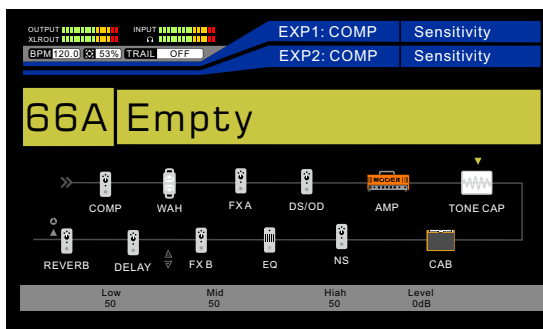 OUTPUT INPUT EXP1: COMP Sensitivity
XLROUT
BPM 120.0 53% TRAIL OFF EXP2: COMP Sensitivity
66A Empty
MOOER
COMP WAH FX A DS/OD AMP TONE CAP
REVERB DELAY FX B EQ NS CAB
Low Mid Hiah Level
50 50 50 0dB